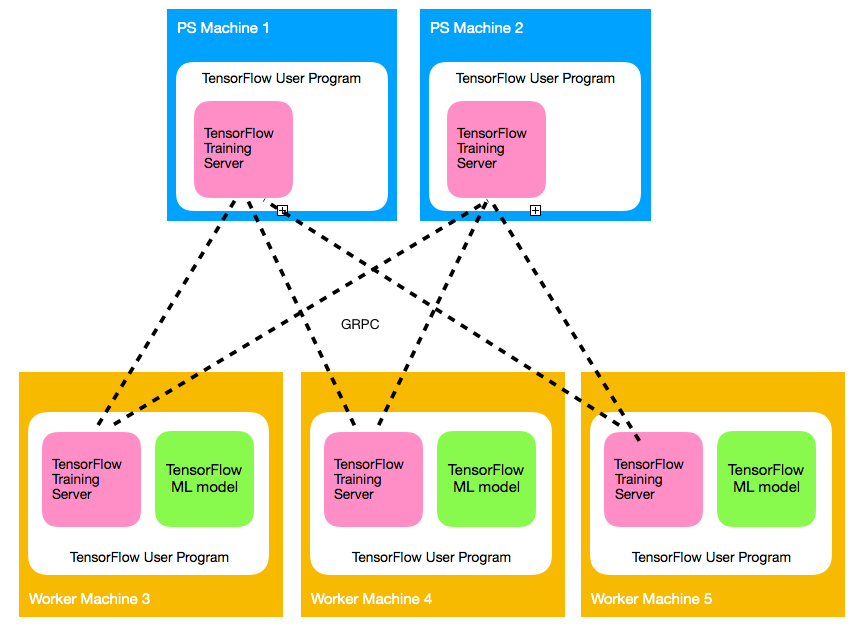 PS Machine 1
TensorFlow User Program
TensorFlow
Training
Server
PS Machine 2
TensorFlow User Program
TensorFlow
Training
Server
GRPC
TensorFlow
Training
Server
TensorFlow
ML model
TensorFlow User Program
Worker Machine 3
TensorFlow
Training
Server
TensorFlow
ML model
TensorFlow User Program
Worker Machine 4
TensorFlow
Training
Server
TensorFlow
ML model
TensorFlow User Program
Worker Machine 5